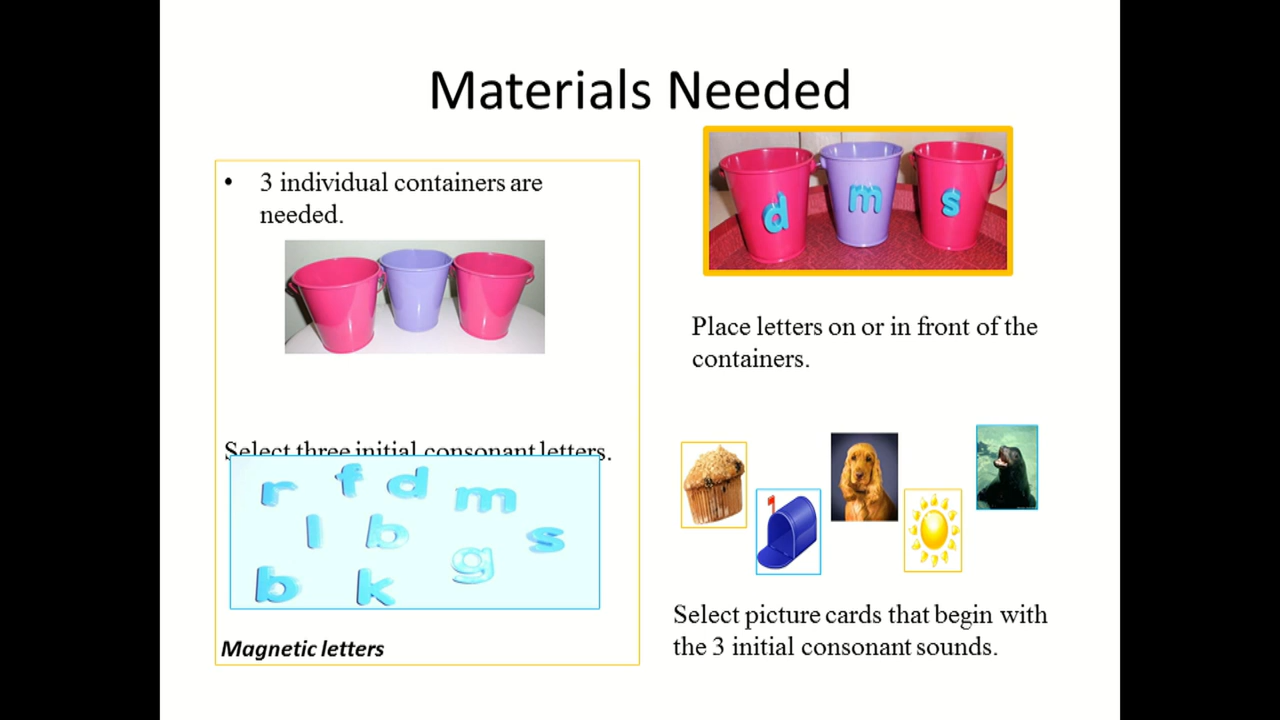 Materials Needed
• 3 individual containers are
needed.
Select three initial consonant letters.
r f d m
l b g s
b k
Magnetic letters
d m s
Place letters on or in front of the
containers.
Select picture cards that begin with
the 3 initial consonant sounds.